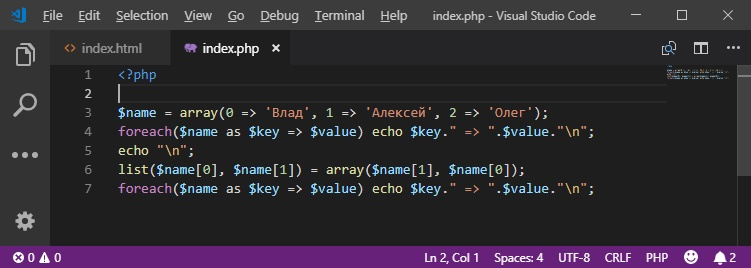 File Edit Selection View Go Debug Terminal Help index.php - Visual Studio Code
index.html index.php
1 <?php
2
3 $name = array(0 => 'Влад', 1 => 'Алексей', 2 => 'Олег');
4 foreach($name as $key => $value) echo $key." => ".$value."\n";
5 echo "\n";
6 list($name[0], $name[1]) = array($name[1], $name[0]);
7 foreach($name as $key => $value) echo $key." => ".$value."\n";
0 0 Ln 2, Col 1 Spaces: 4 UTF-8 CRLF PHP 2